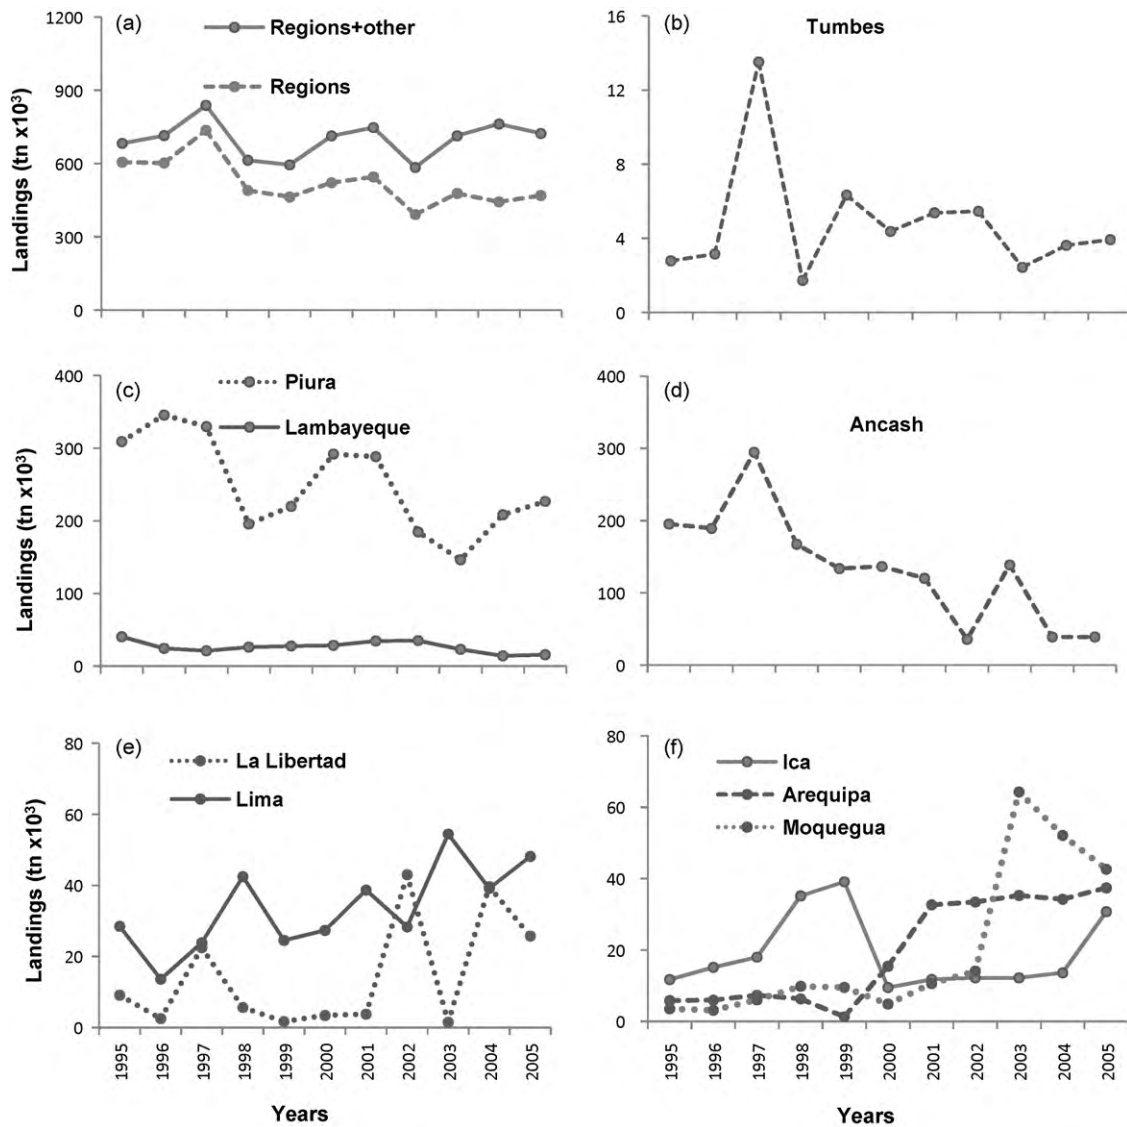 (a)
Regions+other
Regions
1200
900
600
300
0
Landings (tn x10³)
(b)
Tumbes
16
12
8
4
0
(c)
Piura
Lambayeque
400
300
200
100
0
Landings (tn x10³)
(d)
Ancash
400
300
200
100
0
(e)
La Libertad
Lima
80
60
40
20
0
Landings (tn x10³)
1995 1996 1997 1998 1999 2000 2001 2002 2003 2004 2005
Years
(f)
Ica
Arequipa
Moquegua
80
60
40
20
0
1995 1996 1997 1998 1999 2000 2001 2002 2003 2004 2005
Years